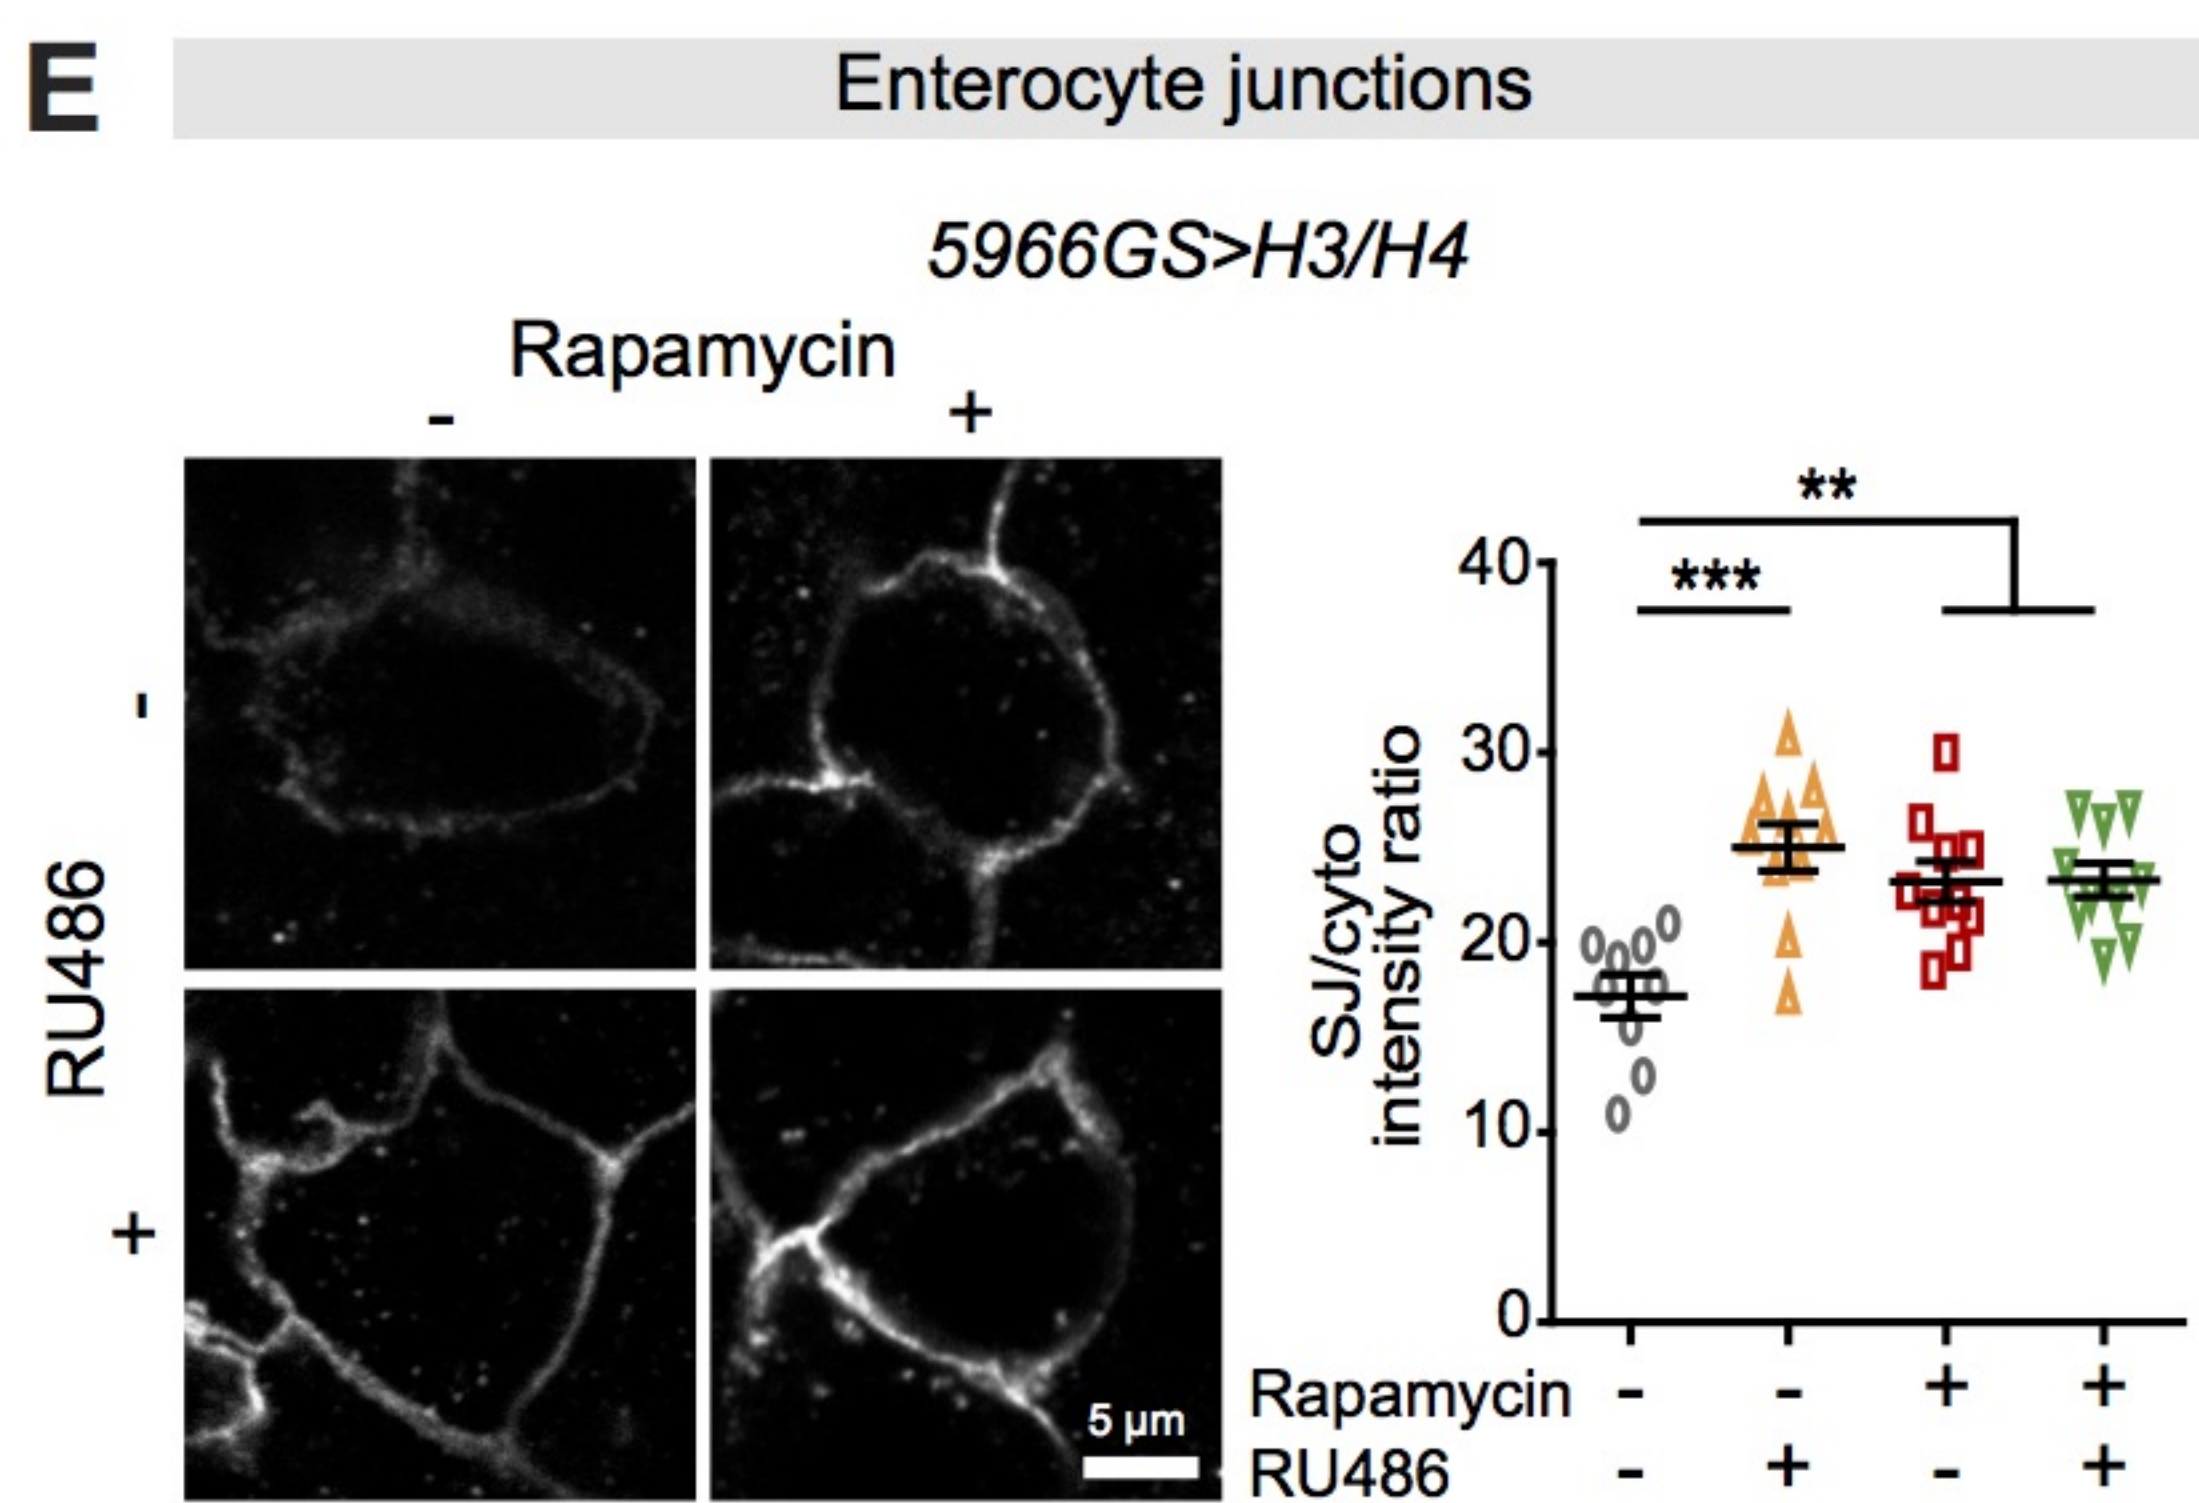 E
Enterocyte junctions
5966GS>H3/H4
Rapamycin
- +
RU486
-
+
5 µm
SJ/cyto
intensity ratio
**
***
40
30
20
10
0
Rapamycin - - + +
RU486 - + - +